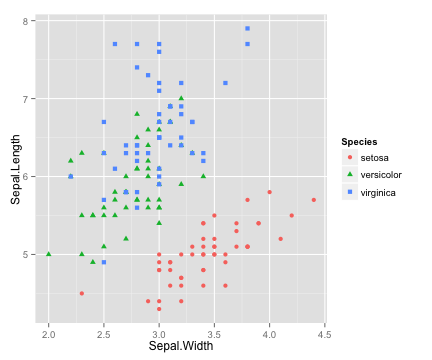 8
7
6
5
Sepal.Length
2.0 2.5 3.0 3.5 4.0 4.5
Sepal.Width
Species
setosa
versicolor
virginica